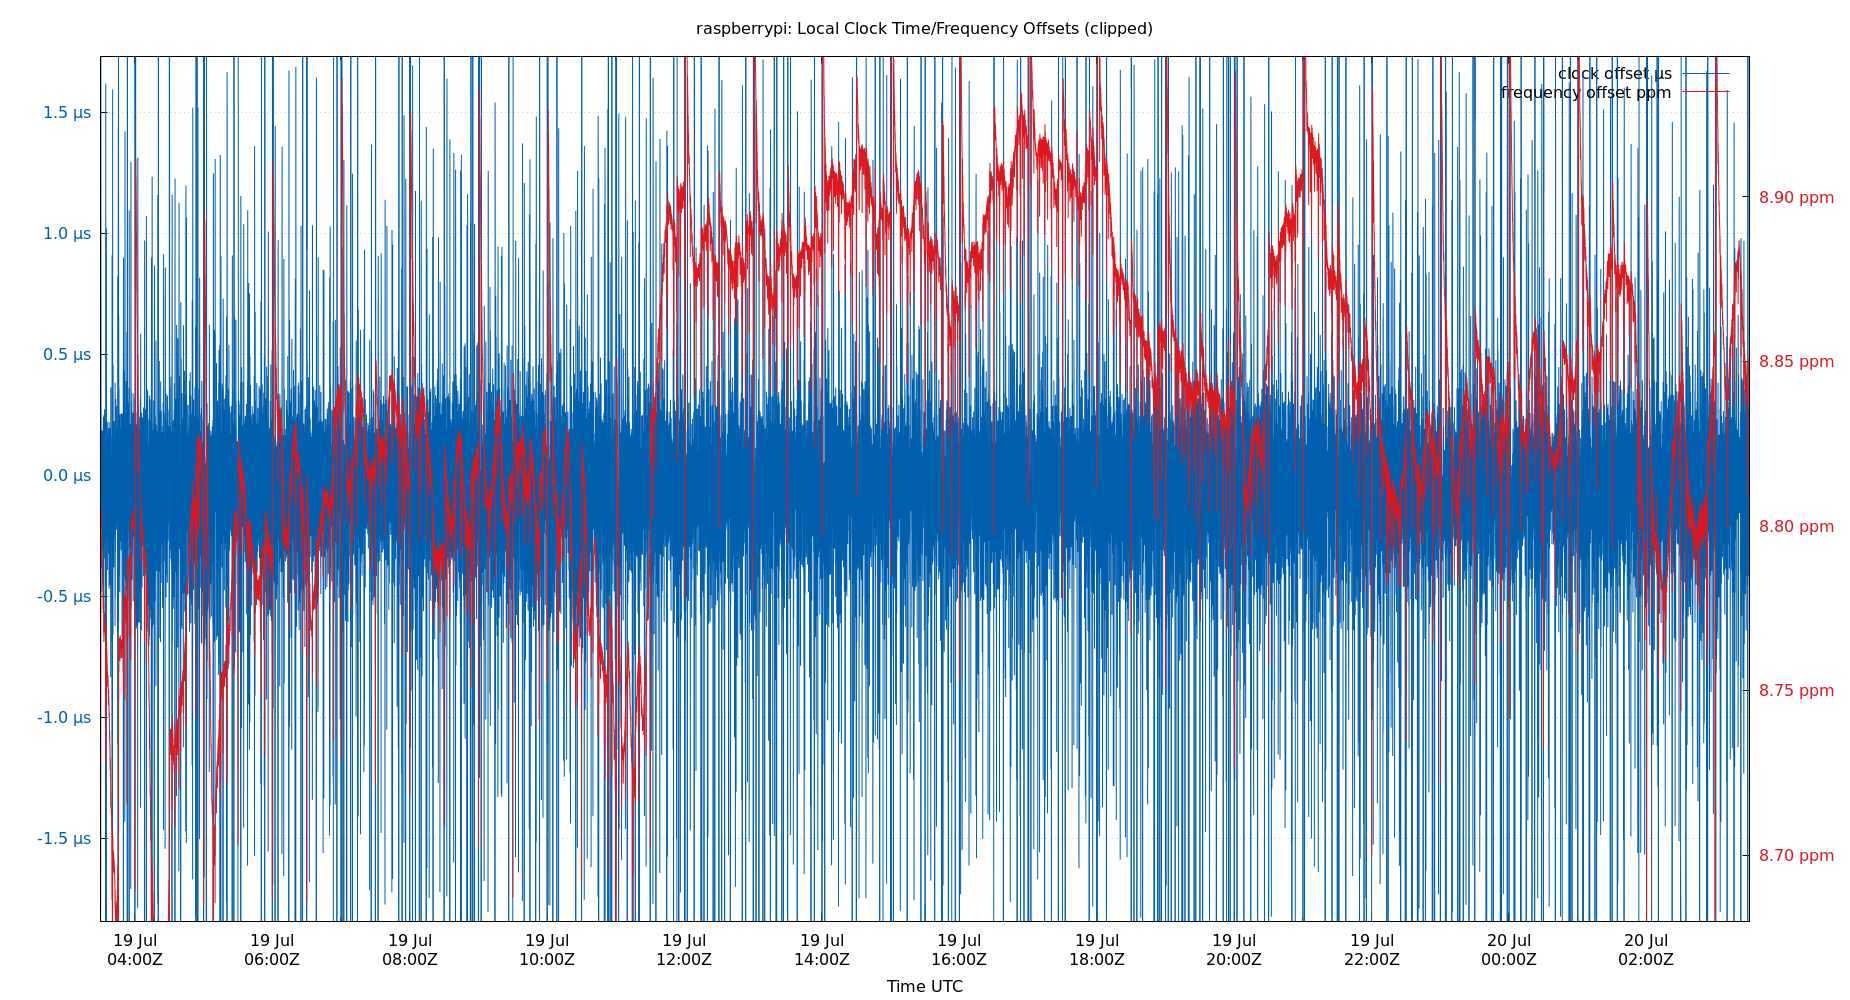 raspberrypi: Local Clock Time/Frequency Offsets (clipped)
clock offset µs
frequency offset ppm
1.5 µs
1.0 µs
0.5 µs
0.0 µs
-0.5 µs
-1.0 µs
-1.5 µs
8.90 ppm
8.85 ppm
8.80 ppm
8.75 ppm
8.70 ppm
19 Jul 19 Jul 19 Jul 19 Jul 19 Jul 19 Jul 19 Jul 19 Jul 19 Jul 19 Jul 20 Jul 20 Jul
04:00Z 06:00Z 08:00Z 10:00Z 12:00Z 14:00Z 16:00Z 18:00Z 20:00Z 22:00Z 00:00Z 02:00Z
Time UTC